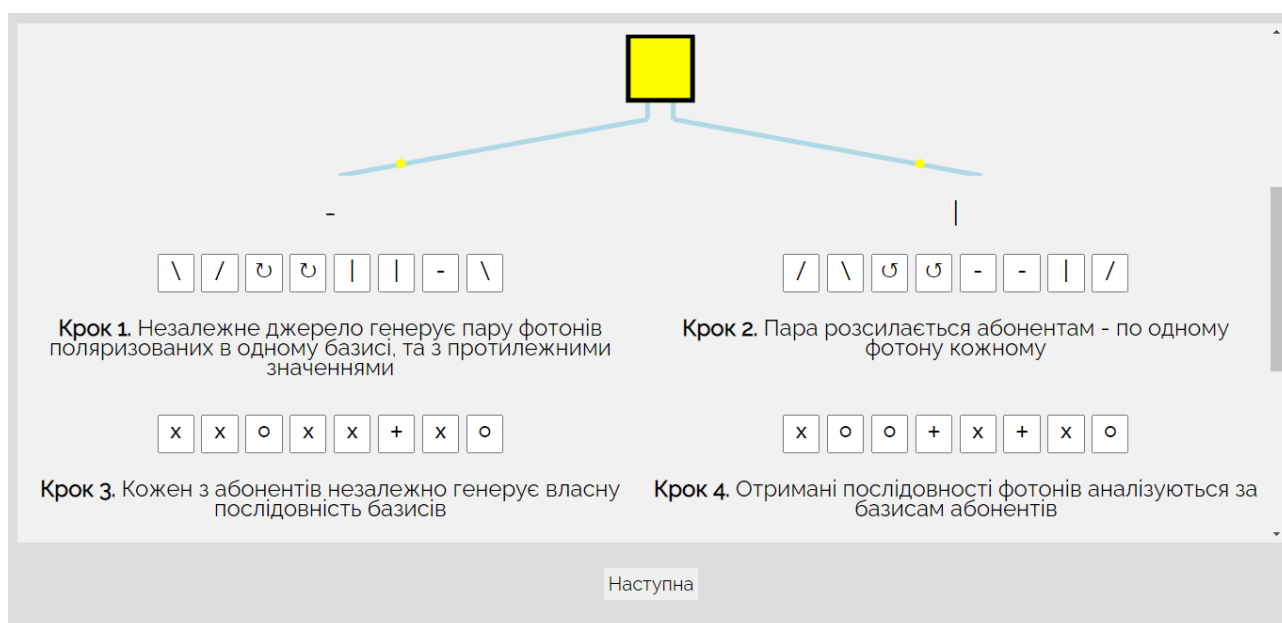 - |
\ / ↻ ↻ | | - \
/ \ ↺ ↺ - - | /
Крок 1. Незалежне джерело генерує пару фотонів
поляризованих в одному базисі, та з протилежними
значеннями
Крок 2. Пара розсилається абонентам - по одному
фотону кожному
x x o x x + x o
x o o + x + x o
Крок 3. Кожен з абонентів незалежно генерує власну
послідовність базисів
Крок 4. Отримані послідовності фотонів аналізуються за
базисам абонентів
Наступна